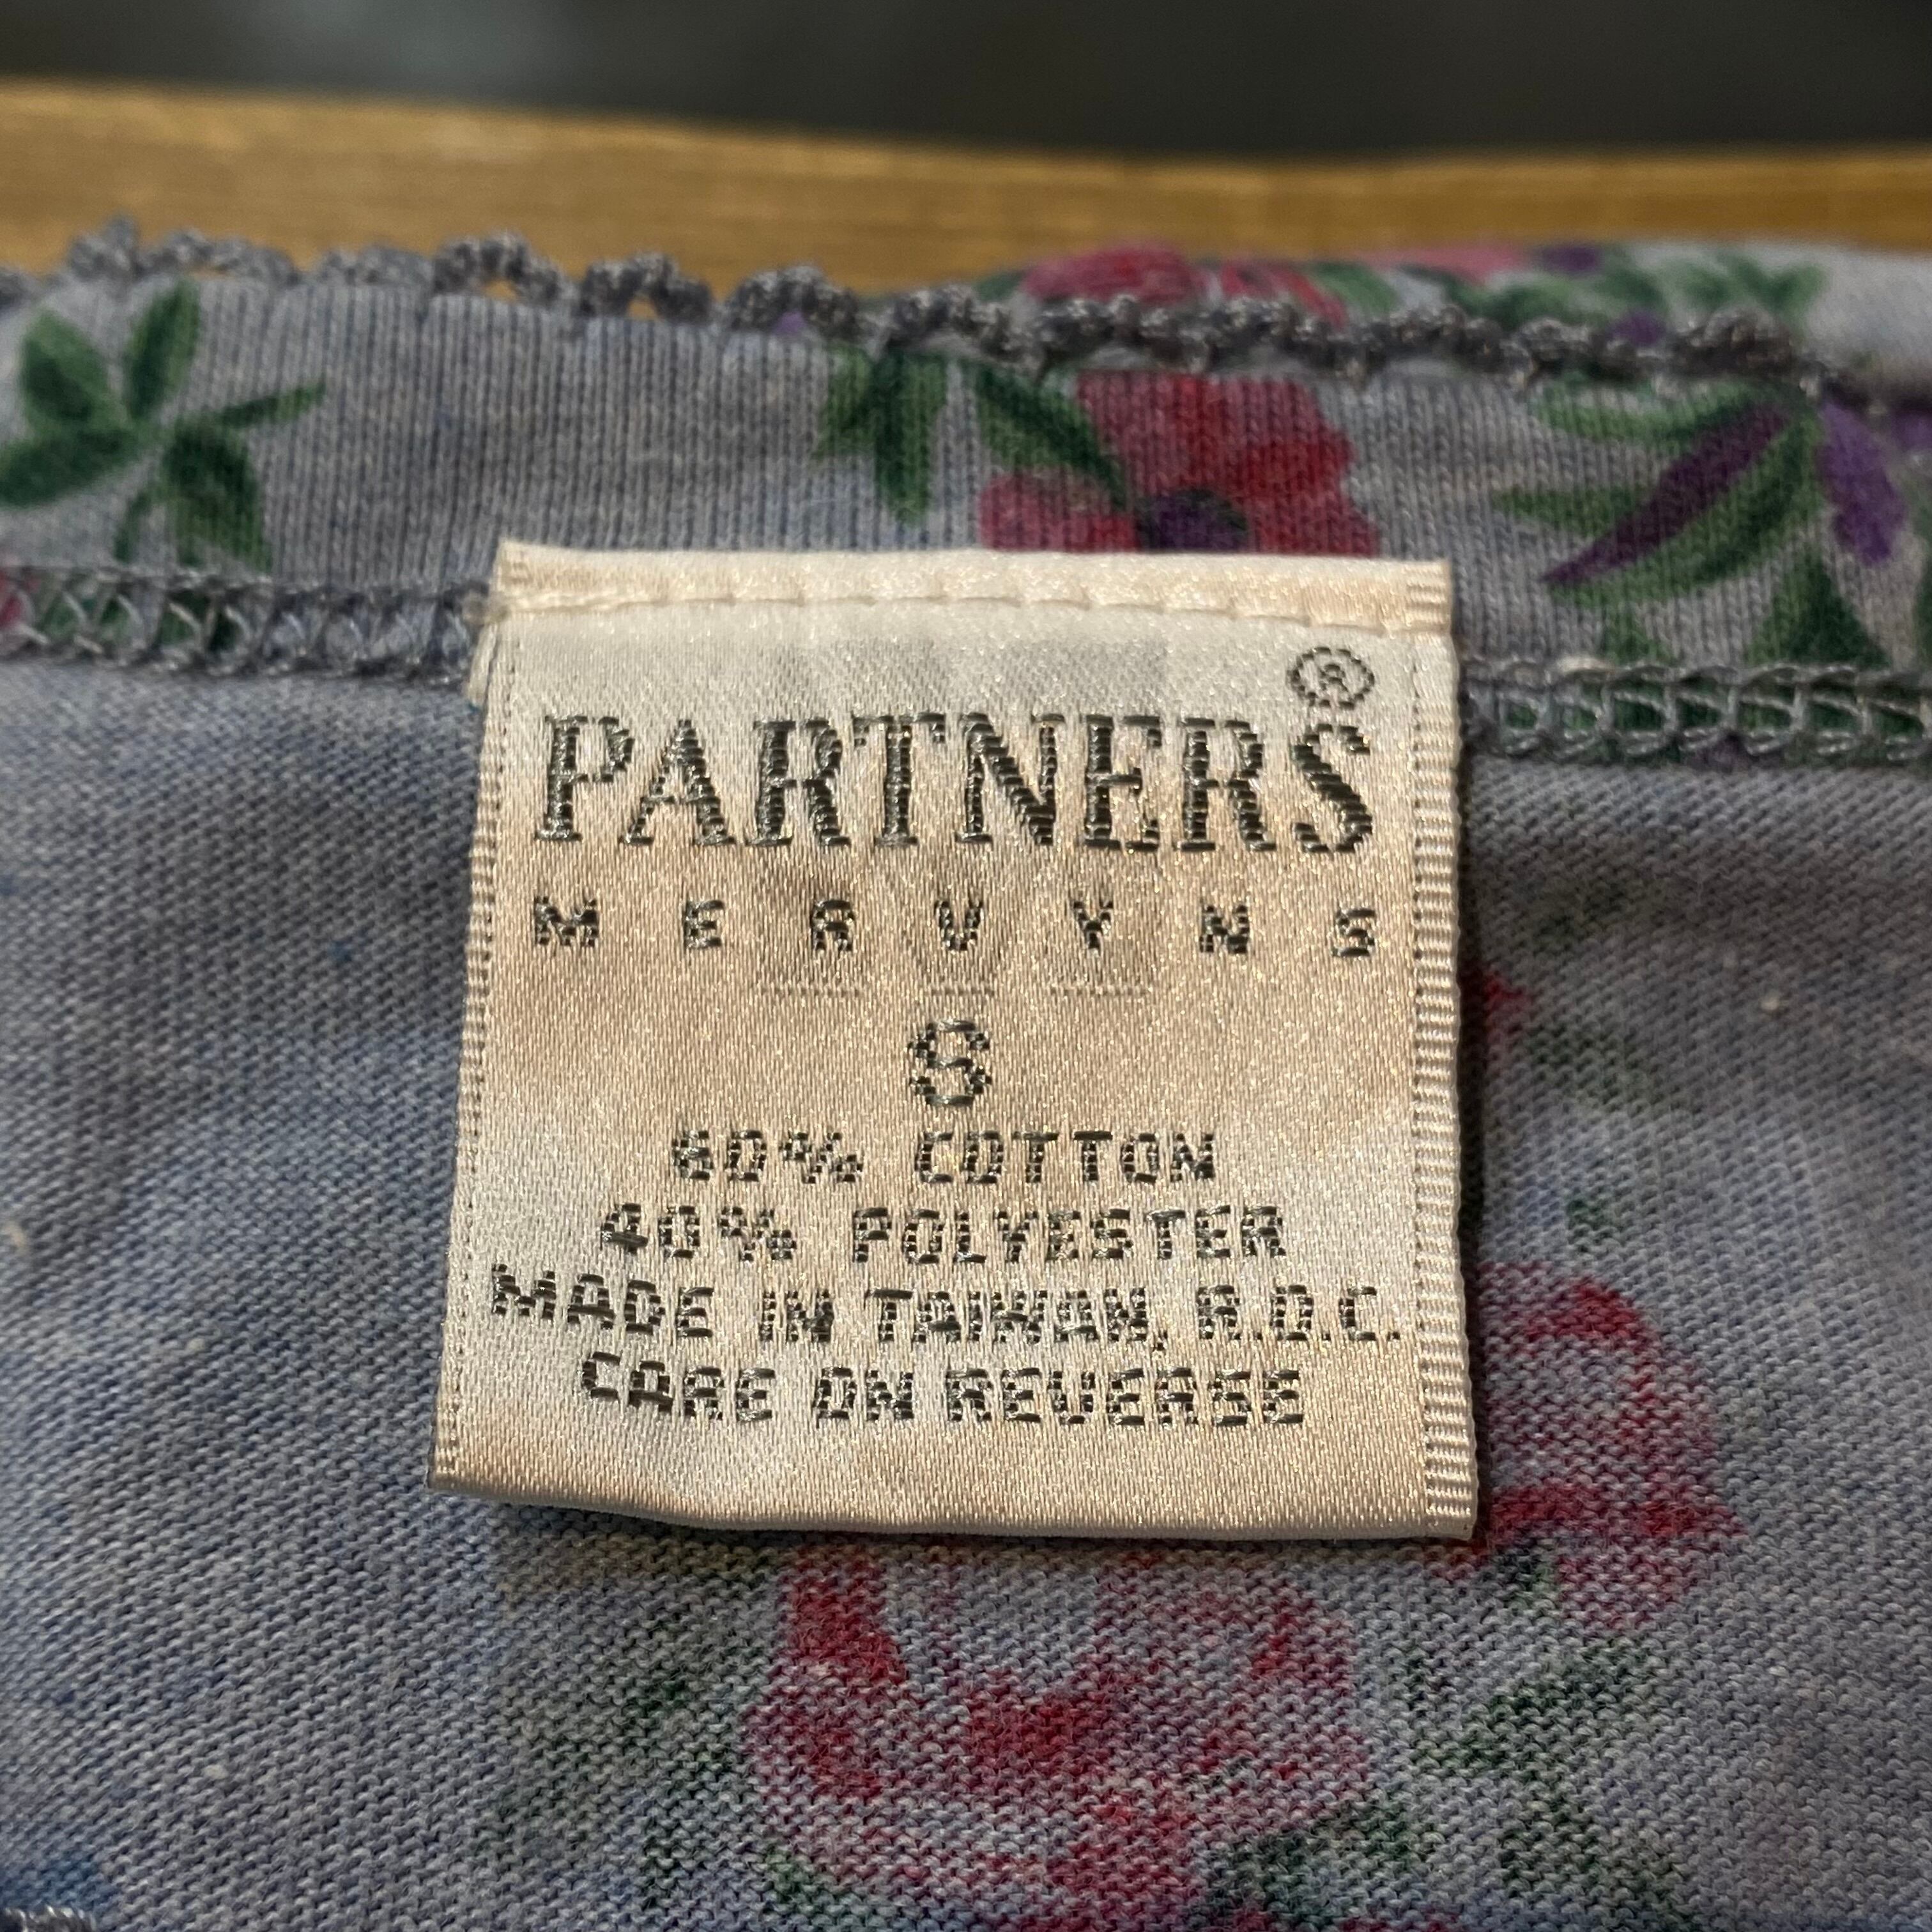 ®
PARTNERS
MERVYNS
S
60% COTTON
40% POLYESTER
MADE IN TAIWAN, R.O.C.
CARE ON REVERSE